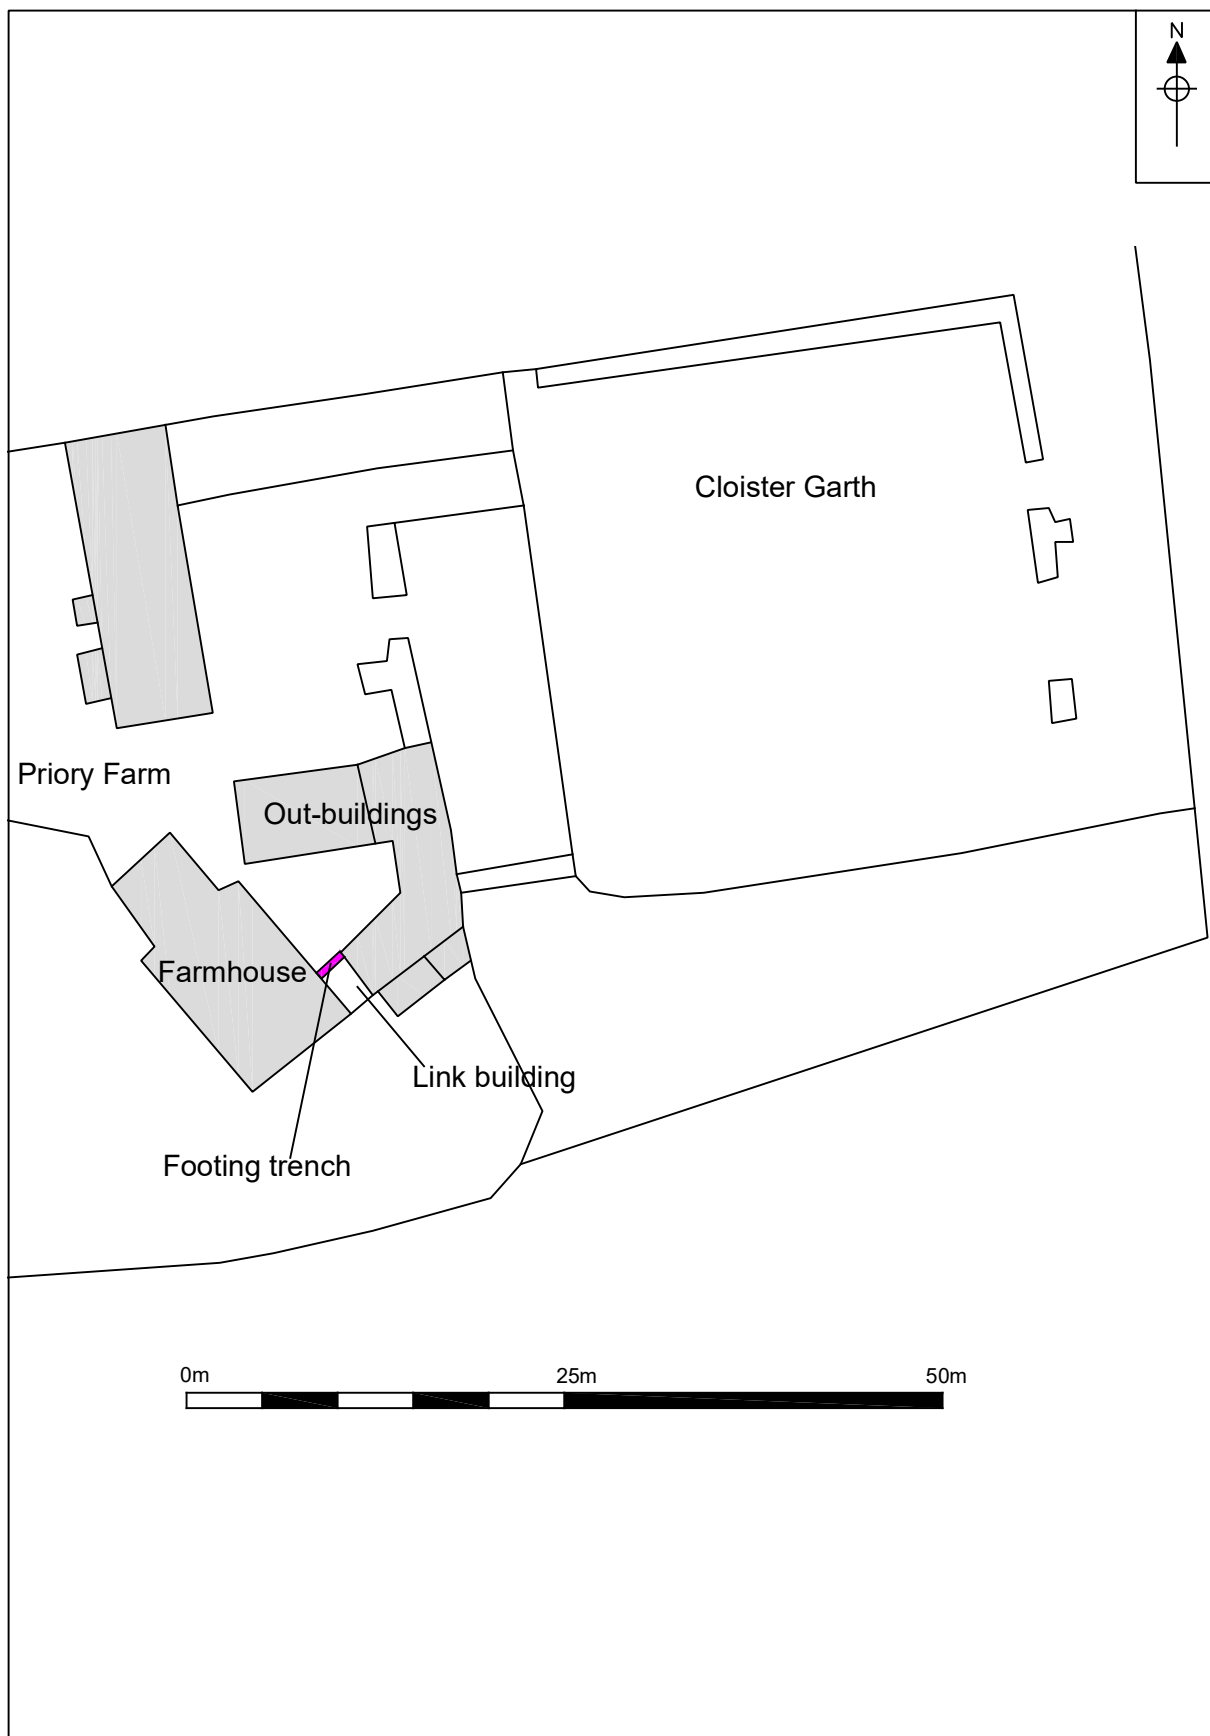 N
Cloister Garth
Priory Farm
Out-buildings
Farmhouse
Link building
Footing trench
0m 25m 50m